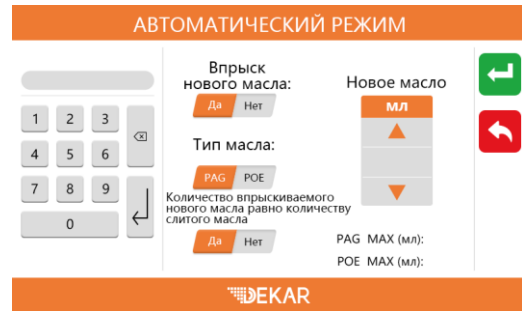 АВТОМАТИЧЕСКИЙ РЕЖИМ
1 2 3
4 5 6
7 8 9
0
Впрыск
нового масла:
Да Нет
Тип масла:
PAG POE
Количество впрыскиваемого
нового масла равно количеству
слитого масла
Да Нет
Новое масло
мл
PAG MAX (мл):
POE MAX (мл):
DEKAR